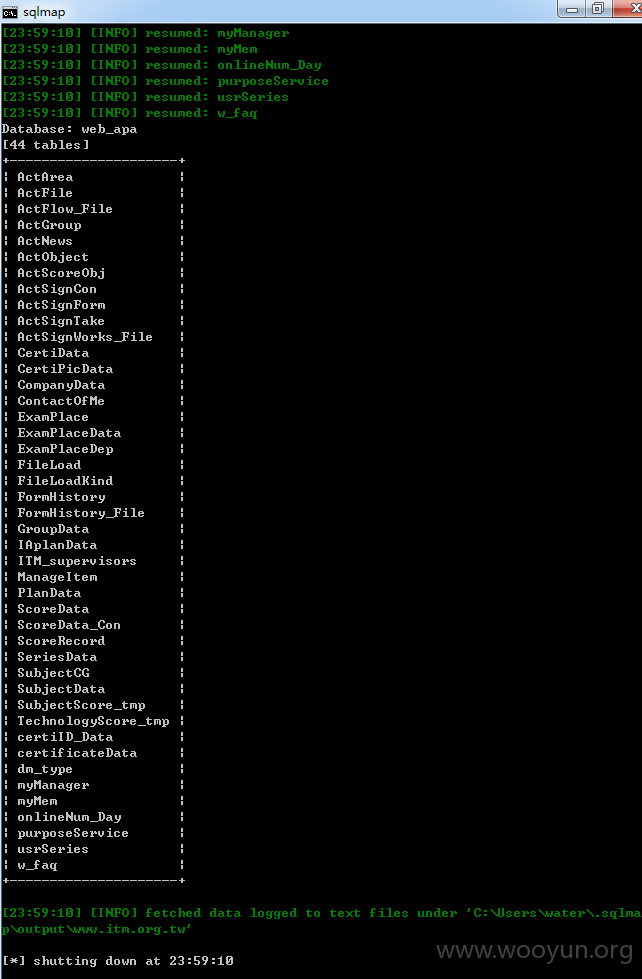 sqlmap
[23:59:10] [INFO] resumed: myManager
[23:59:10] [INFO] resumed: myMem
[23:59:10] [INFO] resumed: onlineNum_Day
[23:59:10] [INFO] resumed: purposeService
[23:59:10] [INFO] resumed: usrSeries
[23:59:10] [INFO] resumed: w_faq
Database: web_apa
[44 tables]
+---------------------+
| ActArea |
| ActFile |
| ActFlow_File |
| ActGroup |
| ActNews |
| ActObject |
| ActScoreObj |
| ActSignCon |
| ActSignForm |
| ActSignTake |
| ActSignWorks_File |
| CertiData |
| CertiPicData |
| CompanyData |
| ContactOfMe |
| ExamPlace |
| ExamPlaceData |
| ExamPlaceDep |
| FileLoad |
| FileLoadKind |
| FormHistory |
| FormHistory_File |
| GroupData |
| IAplanData |
| ITM_supervisors |
| ManageItem |
| PlanData |
| ScoreData |
| ScoreData_Con |
| ScoreRecord |
| SeriesData |
| SubjectCG |
| SubjectData |
| SubjectScore_tmp |
| TechnologyScore_tmp |
| certiID_Data |
| certificateData |
| dm_type |
| myManager |
| myMem |
| onlineNum_Day |
| purposeService |
| usrSeries |
| w_faq |
+---------------------+
[23:59:10] [INFO] fetched data logged to text files under 'C:\Users\water\.sqlma
p\output\www.itm.org.tw'
www.wooyun.org
[*] shutting down at 23:59:10